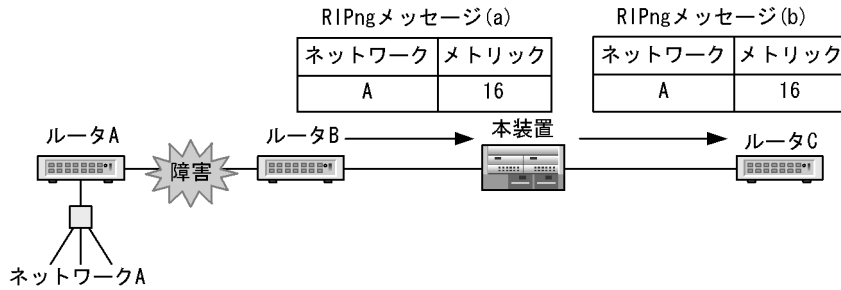 RIPngメッセージ(a)
ネットワーク メトリック
A 16
RIPngメッセージ(b)
ネットワーク メトリック
A 16
ルータA
障害
ルータB
本装置
ルータC
ネットワークA